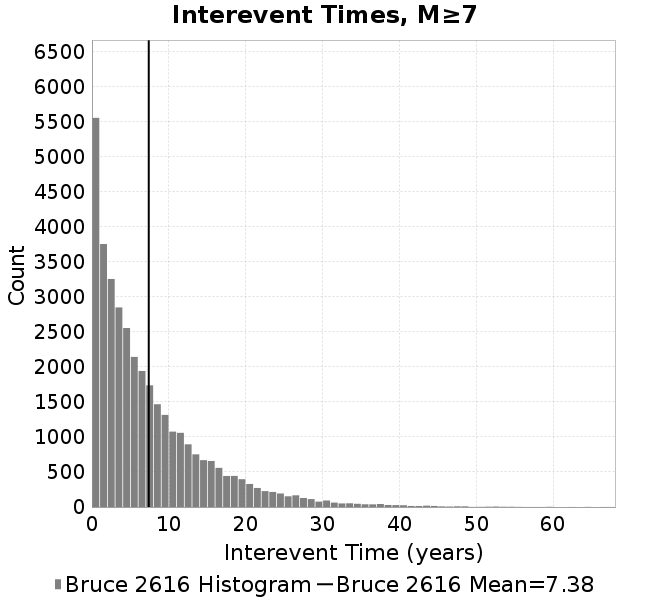 Interevent Times, M≥7
6500
6000
5500
5000
4500
4000
3500
3000
2500
2000
1500
1000
500
0
Count
0 10 20 30 40 50 60
Interevent Time (years)
Bruce 2616 Histogram Bruce 2616 Mean=7.38